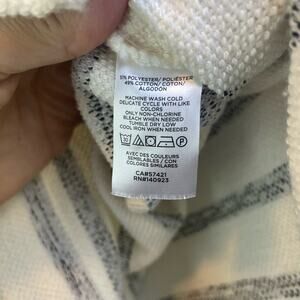 51% POLYESTER/ POLIÉSTER
49% COTTON/ COTON/
ALGODÓN
MACHINE WASH COLD
DELICATE CYCLE WITH LIKE
COLORS
ONLY NON-CHLORINE
BLEACH WHEN NEEDED
TUMBLE DRY LOW
COOL IRON WHEN NEEDED
AVEC DES COULEURS
SEMBLABLES / CON
COLORES SIMILARES
CA#57421
RN#140923